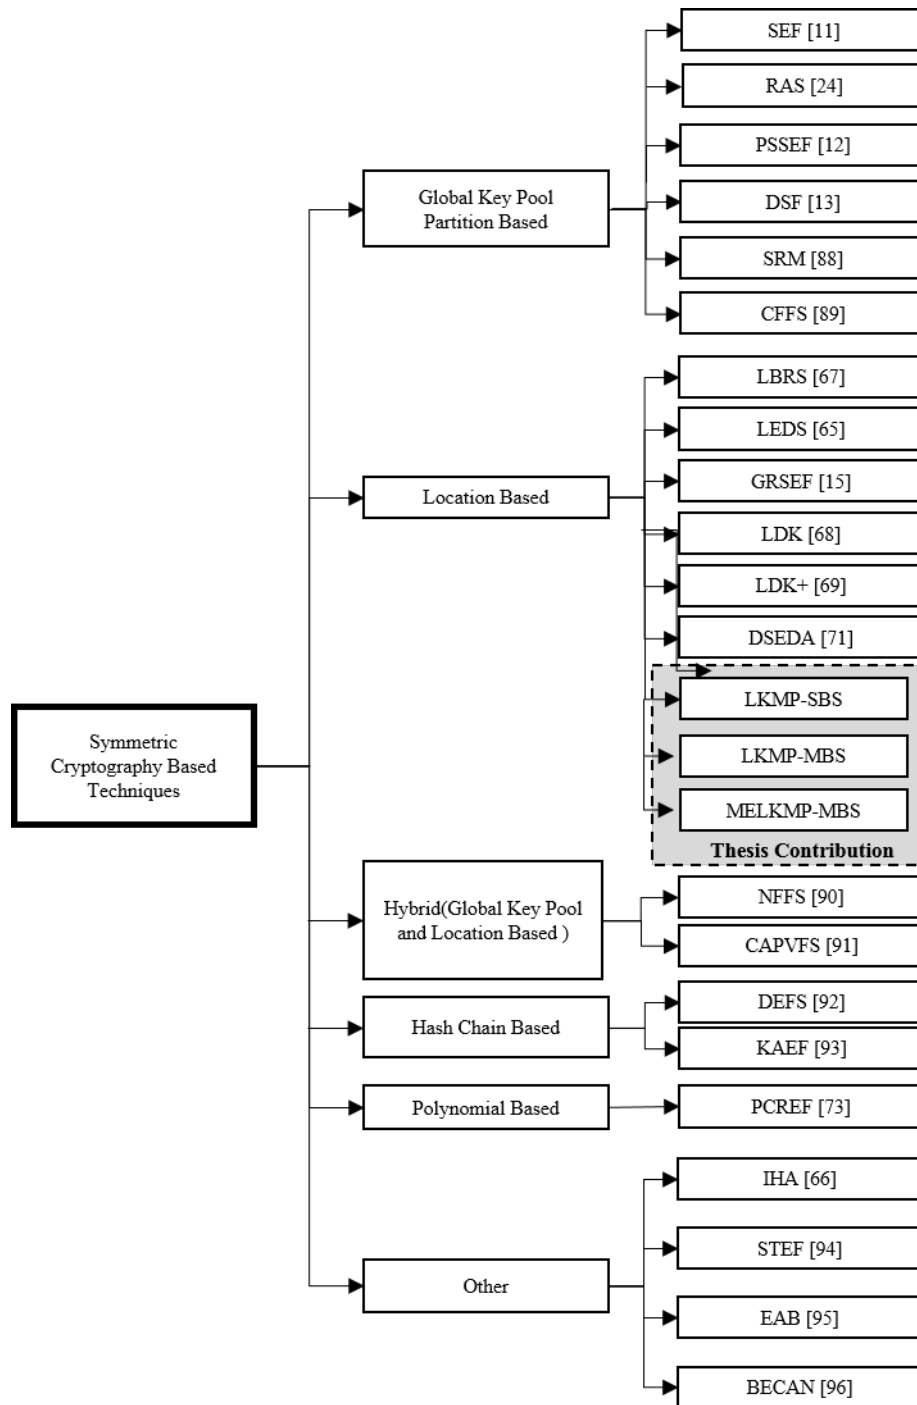 SEF [11]
RAS [24]
PSSEF [12]
Global Key Pool
Partition Based
DSF [13]
SRM [88]
CFFS [89]
LBRS [67]
LEDS [65]
GRSEF [15]
Location Based
LDK [68]
LDK+ [69]
DSEDA [71]
LKMP-SBS
LKMP-MBS
MELKMP-MBS
Thesis Contribution
Symmetric
Cryptography Based
Techniques
Hybrid(Global Key Pool
and Location Based )
NFFS [90]
CAPVFS [91]
Hash Chain Based
DEFS [92]
KAEF [93]
Polynomial Based
PCREF [73]
IHA [66]
STEF [94]
Other
EAB [95]
BECAN [96]